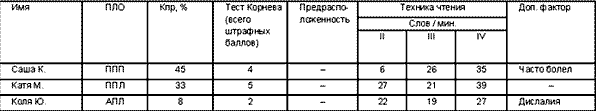 Имя ПЛО Кпр, % Тест Корнева (всего штрафных баллов) Предраспо-ложенность Техника чтения Доп. фактор
Слов / мин.
II III IV
Саша К. ППП 45 4 – 6 26 35 Часто болел
Катя М. ППЛ 33 5 – 27 21 39 –
Коля Ю. АПЛ 8 2 – 22 19 27 Дислалия